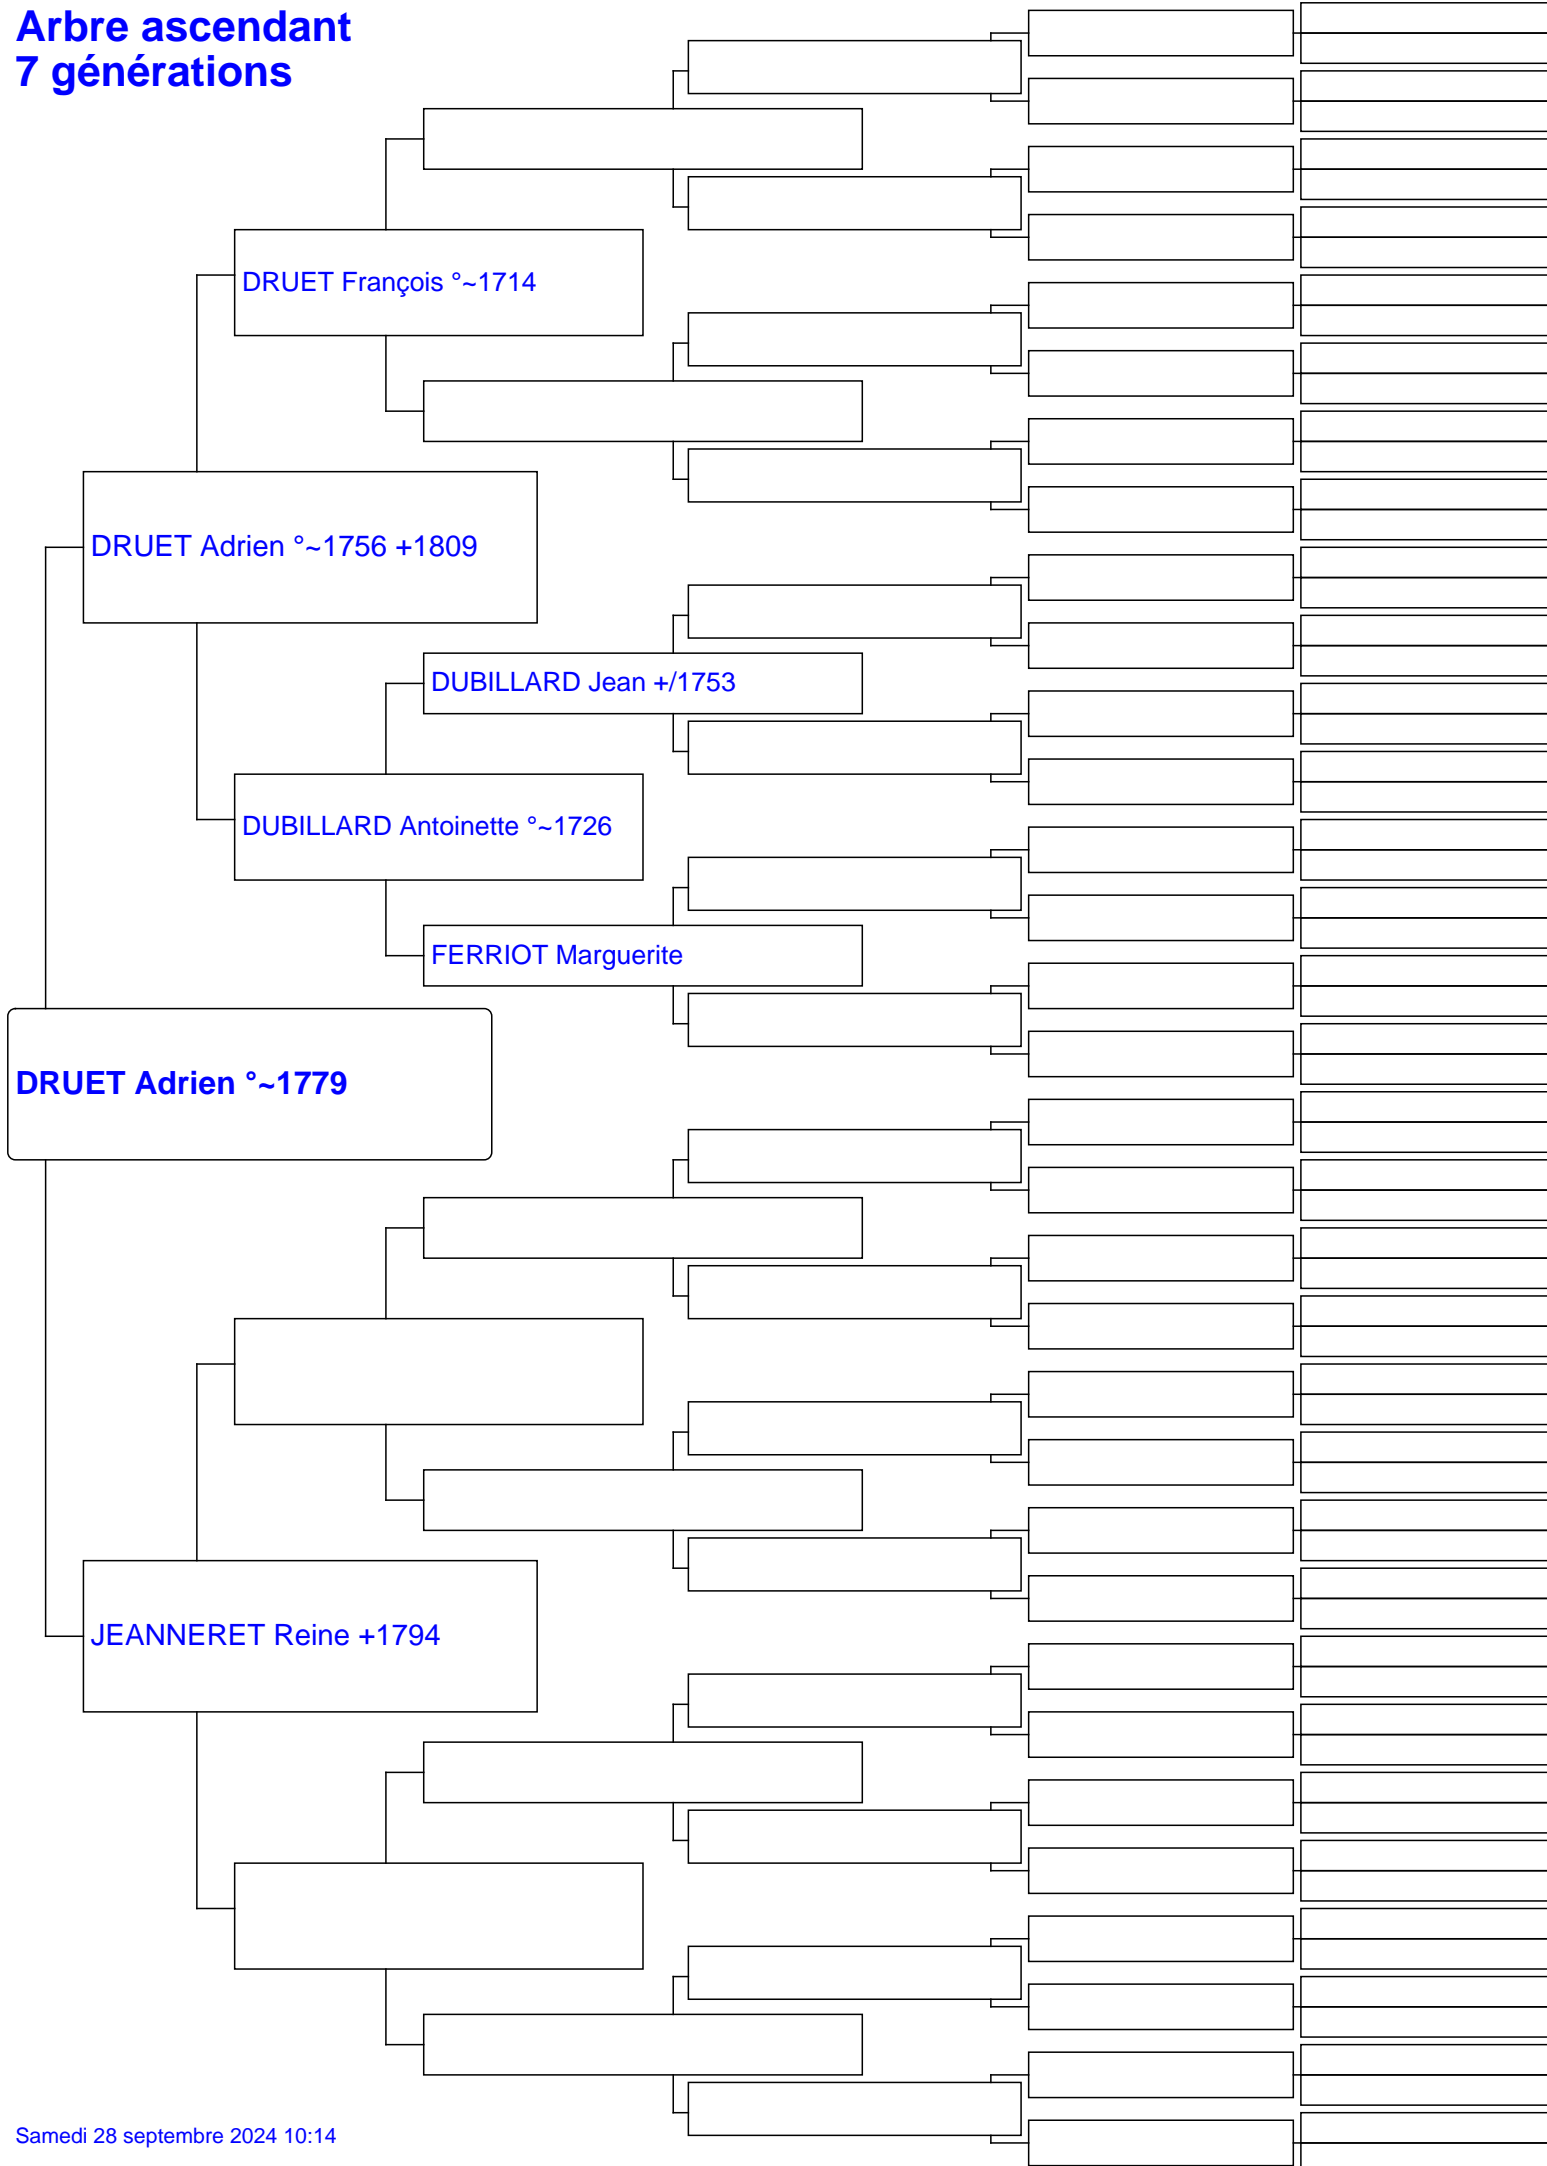 Arbre ascendant
7 générations
DRUET François °~1714
DRUET Adrien °~1756 +1809
DUBILLARD Jean +/1753
DUBILLARD Antoinette °~1726
FERRIOT Marguerite
DRUET Adrien °~1779
JEANNERET Reine +1794
Samedi 28 septembre 2024 10:14